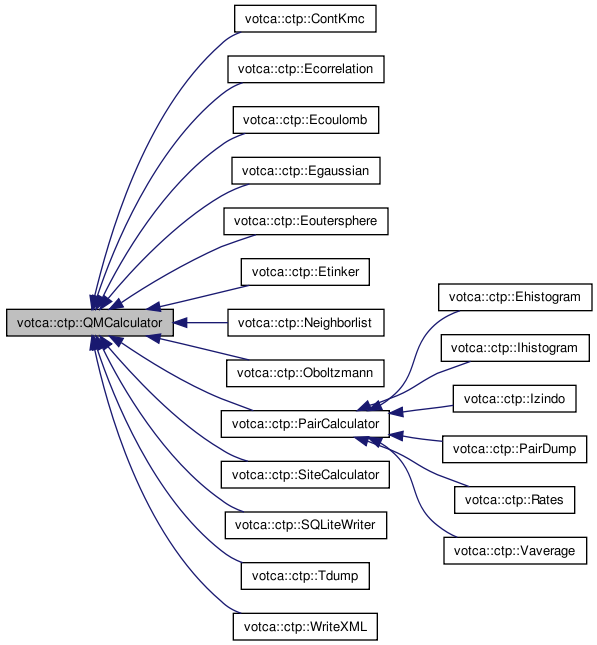 votca::ctp::ContKmc
votca::ctp::Ecorrelation
votca::ctp::Ecoulomb
votca::ctp::Egaussian
votca::ctp::Eoutersphere
votca::ctp::Etinker
votca::ctp::Ehistogram
votca::ctp::QMCalculator
votca::ctp::Neighborlist
votca::ctp::Ihistogram
votca::ctp::Oboltzmann
votca::ctp::Izindo
votca::ctp::PairCalculator
votca::ctp::PairDump
votca::ctp::SiteCalculator
votca::ctp::Rates
votca::ctp::SQLiteWriter
votca::ctp::Vaverage
votca::ctp::Tdump
votca::ctp::WriteXML